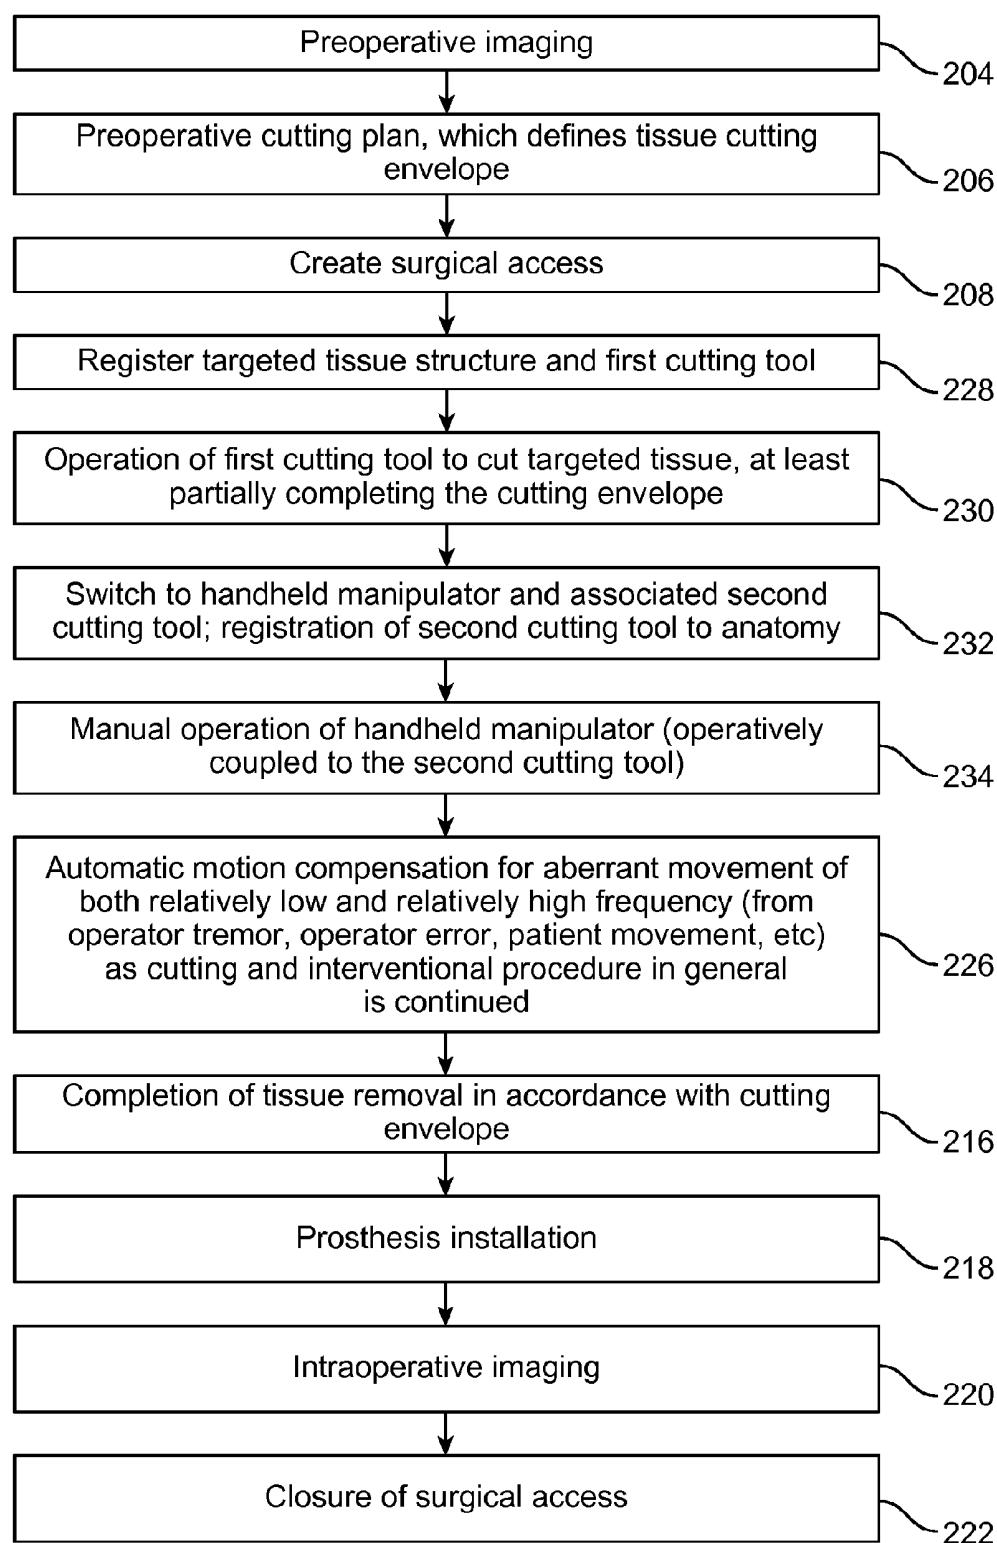 Preoperative imaging
204
Preoperative cutting plan, which defines tissue cutting
envelope
206
Create surgical access
208
Register targeted tissue structure and first cutting tool
228
Operation of first cutting tool to cut targeted tissue, at least
partially completing the cutting envelope
230
Switch to handheld manipulator and associated second
cutting tool; registration of second cutting tool to anatomy
232
Manual operation of handheld manipulator (operatively
coupled to the second cutting tool)
234
Automatic motion compensation for aberrant movement of
both relatively low and relatively high frequency (from
operator tremor, operator error, patient movement, etc)
as cutting and interventional procedure in general
is continued
226
Completion of tissue removal in accordance with cutting
envelope
216
Prosthesis installation
218
Intraoperative imaging
220
Closure of surgical access
222